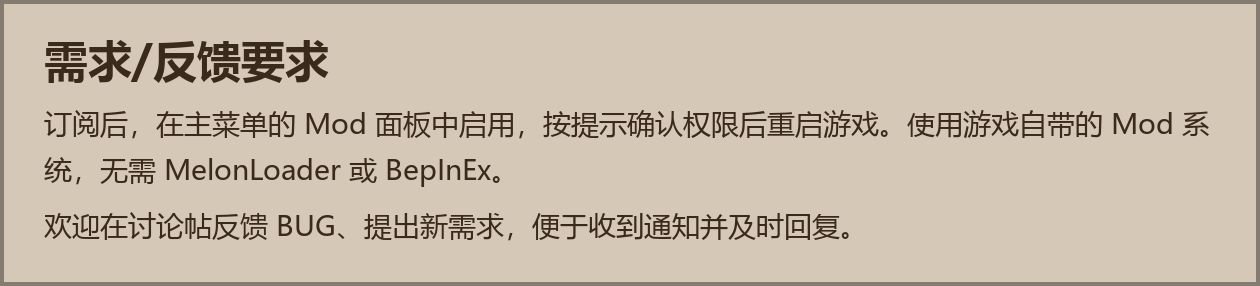 需求/反馈要求
订阅后，在主菜单的 Mod 面板中启用，按提示确认权限后重启游戏。使用游戏自带的 Mod 系
统，无需 MelonLoader 或 BepInEx。
欢迎在讨论帖反馈 BUG、提出新需求，便于收到通知并及时回复。